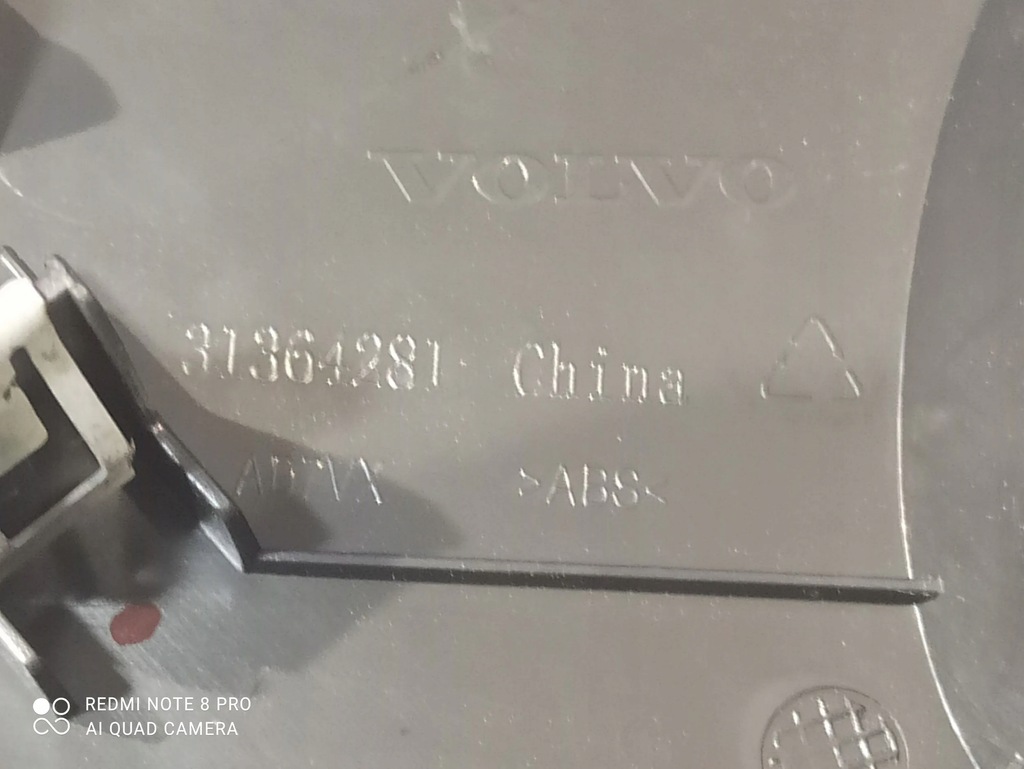 VOLVO
31364281 China
>ABS<
REDMI NOTE 8 PRO
AI QUAD CAMERA